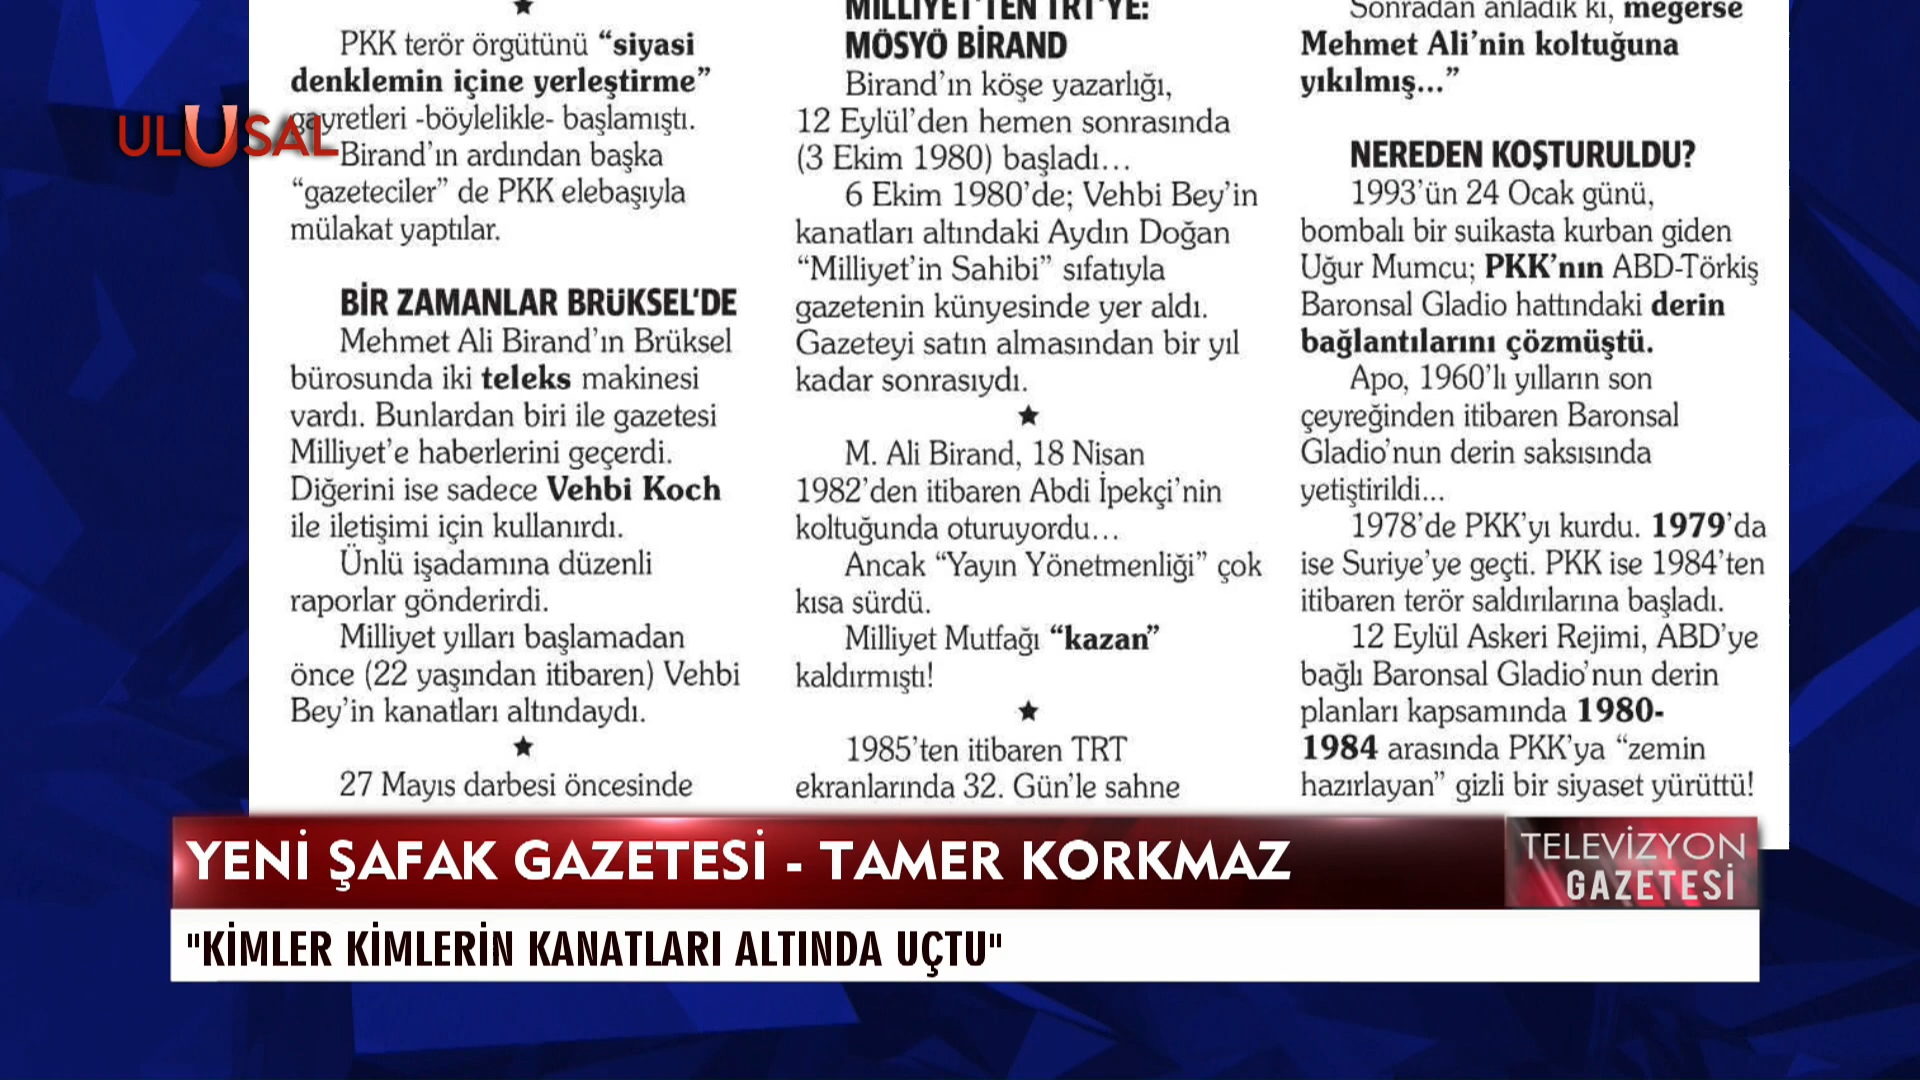 ★
PKK terör örgütünü “siyasi
denklemin içine yerleştirme”
gayretleri -böylelikle- başlamıştı.
Birand’ın ardından başka
“gazeteciler” de PKK elebaşıyla
mülakat yaptılar.
BİR ZAMANLAR BRÜKSEL’DE
Mehmet Ali Birand’ın Brüksel
bürosunda iki teleks makinesi
vardı. Bunlardan biri ile gazetesi
Milliyet’e haberlerini geçerdi.
Diğerini ise sadece Vehbi Koch
ile iletişimi için kullanırdı.
Ünlü işadamına düzenli
raporlar gönderirdi.
Milliyet yılları başlamadan
önce (22 yaşından itibaren) Vehbi
Bey’in kanatları altındaydı.
★
27 Mayıs darbesi öncesinde
MİLLİYET’TEN TRT’YE:
MÖSYÖ BİRAND
Birand’ın köşe yazarlığı,
12 Eylül’den hemen sonrasında
(3 Ekim 1980) başladı…
6 Ekim 1980’de; Vehbi Bey’in
kanatları altındaki Aydın Doğan
“Milliyet’in Sahibi” sıfatıyla
gazetenin künyesinde yer aldı.
Gazeteyi satın almasından bir yıl
kadar sonrasıydı.
★
M. Ali Birand, 18 Nisan
1982’den itibaren Abdi İpekçi’nin
koltuğunda oturuyordu…
Ancak “Yayın Yönetmenliği” çok
kısa sürdü.
Milliyet Mutfağı “kazan”
kaldırmıştı!
★
1985’ten itibaren TRT
ekranlarında 32. Gün’le sahne
Sonradan anladık ki, meğerse
Mehmet Ali’nin koltuğuna
yıkılmış…”
NEREDEN KOŞTURULDU?
1993’ün 24 Ocak günü,
bombalı bir suikasta kurban giden
Uğur Mumcu; PKK’nın ABD-Törkiş
Baronsal Gladio hattındaki derin
bağlantılarını çözmüştü.
Apo, 1960’lı yılların son
çeyreğinden itibaren Baronsal
Gladio’nun derin saksısında
yetiştirildi...
1978’de PKK’yı kurdu. 1979’da
ise Suriye’ye geçti. PKK ise 1984’ten
itibaren terör saldırılarına başladı.
12 Eylül Askeri Rejimi, ABD’ye
bağlı Baronsal Gladio’nun derin
planları kapsamında 1980-
1984 arasında PKK’ya “zemin
hazırlayan” gizli bir siyaset yürüttü!
ULUSAL
YENİ ŞAFAK GAZETESİ - TAMER KORKMAZ
TELEVİZYON
GAZETESİ
"KİMLER KİMLERİN KANATLARI ALTINDA UÇTU"